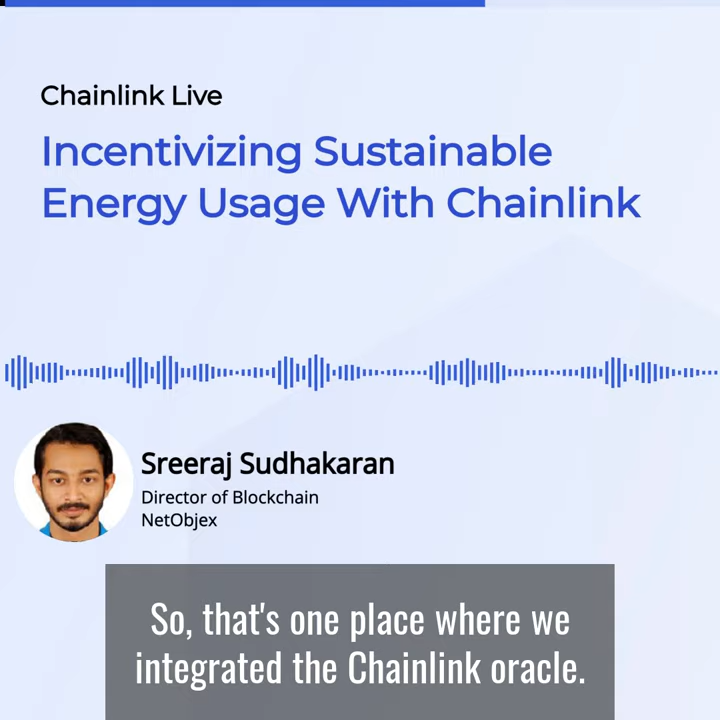 Chainlink Live
Incentivizing Sustainable
Energy Usage With Chainlink
Sreeraj Sudhakaran
Director of Blockchain
NetObjex
So, that's one place where we
integrated the Chainlink oracle.